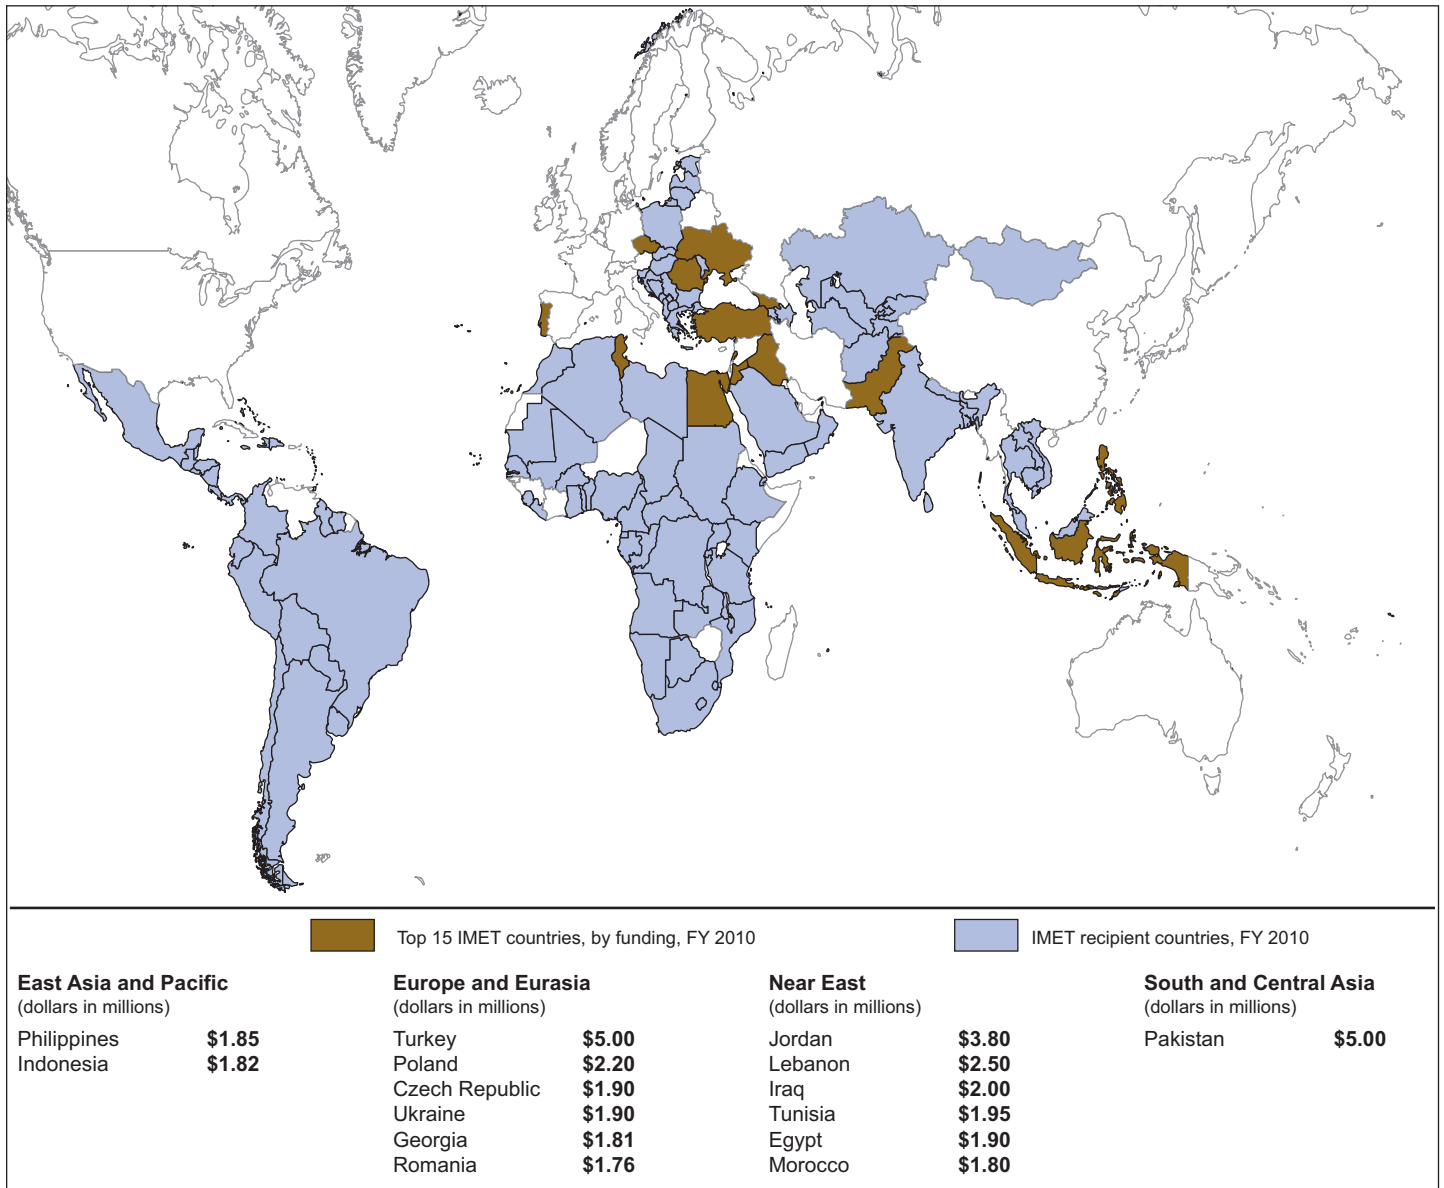 Top 15 IMET countries, by funding, FY 2010
IMET recipient countries, FY 2010
East Asia and Pacific
(dollars in millions)
Philippines $1.85
Indonesia $1.82
Europe and Eurasia
(dollars in millions)
Turkey $5.00
Poland $2.20
Czech Republic $1.90
Ukraine $1.90
Georgia $1.81
Romania $1.76
Near East
(dollars in millions)
Jordan $3.80
Lebanon $2.50
Iraq $2.00
Tunisia $1.95
Egypt $1.90
Morocco $1.80
South and Central Asia
(dollars in millions)
Pakistan $5.00